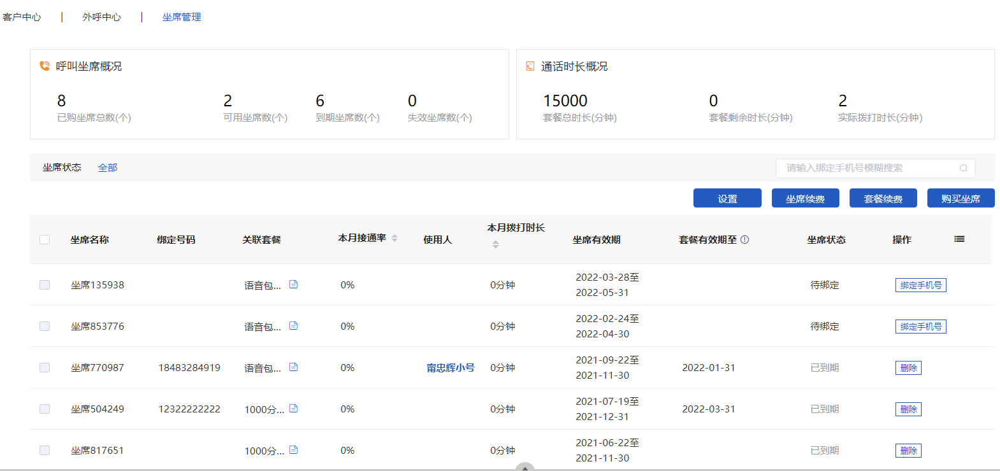 客户中心 | 外呼中心 | 坐席管理
呼叫坐席概况
8 2 6 0
已购坐席总数(个) 可用坐席数(个) 到期坐席数(个) 失效坐席数(个)
通话时长概况
15000 0 2
套餐总时长(分钟) 套餐剩余时长(分钟) 实际拨打时长(分钟)
坐席状态 全部 请输入绑定手机号模糊搜索
设置 坐席续费 套餐续费 购买坐席
坐席名称 绑定号码 关联套餐 本月接通率 使用人 本月拨打时长 坐席有效期 套餐有效期至 坐席状态 操作
坐席135938 语音包... 0% 0分钟 2022-03-28至 待绑定 绑定手机号
2022-05-31
坐席853776 语音包... 0% 0分钟 2022-02-24至 待绑定 绑定手机号
2022-04-30
坐席770987 18483284919 语音包... 0% 甯忠辉小号 0分钟 2021-09-22至 2022-01-31 已到期 删除
2021-11-30
坐席504249 12322222222 1000分... 0% 0分钟 2021-07-19至 2022-03-31 已到期 删除
2021-12-31
坐席817651 1000分... 0% 0分钟 2021-06-22至 已到期 删除
2021-11-30